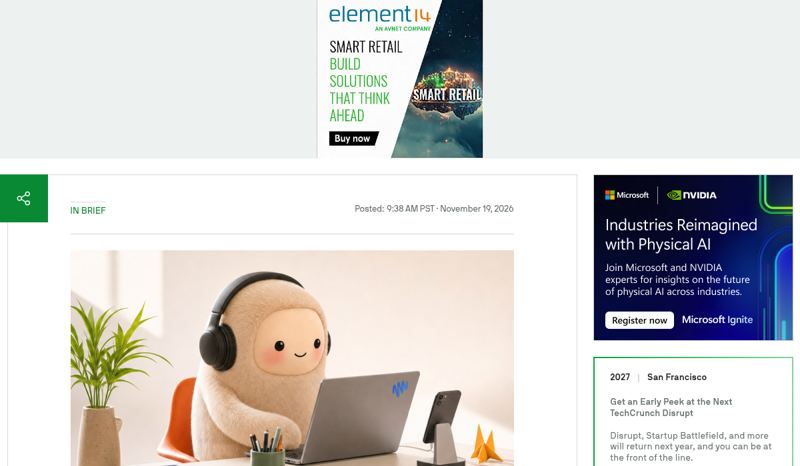 element14
AN AVNET COMPANY
SMART RETAIL
BUILD
SOLUTIONS
THAT THINK
AHEAD
Buy now
SMART RETAIL
IN BRIEF
Posted: 9:38 AM PST · November 19, 2026
Microsoft
NVIDIA
Industries Reimagined
with Physical AI
Join Microsoft and NVIDIA
experts for insights on the future
of physical AI across industries.
Register now
Microsoft Ignite
2027 | San Francisco
Get an Early Peek at the Next
TechCrunch Disrupt
Disrupt, Startup Battlefield, and more
will return next year, and you can be at
the front of the line.